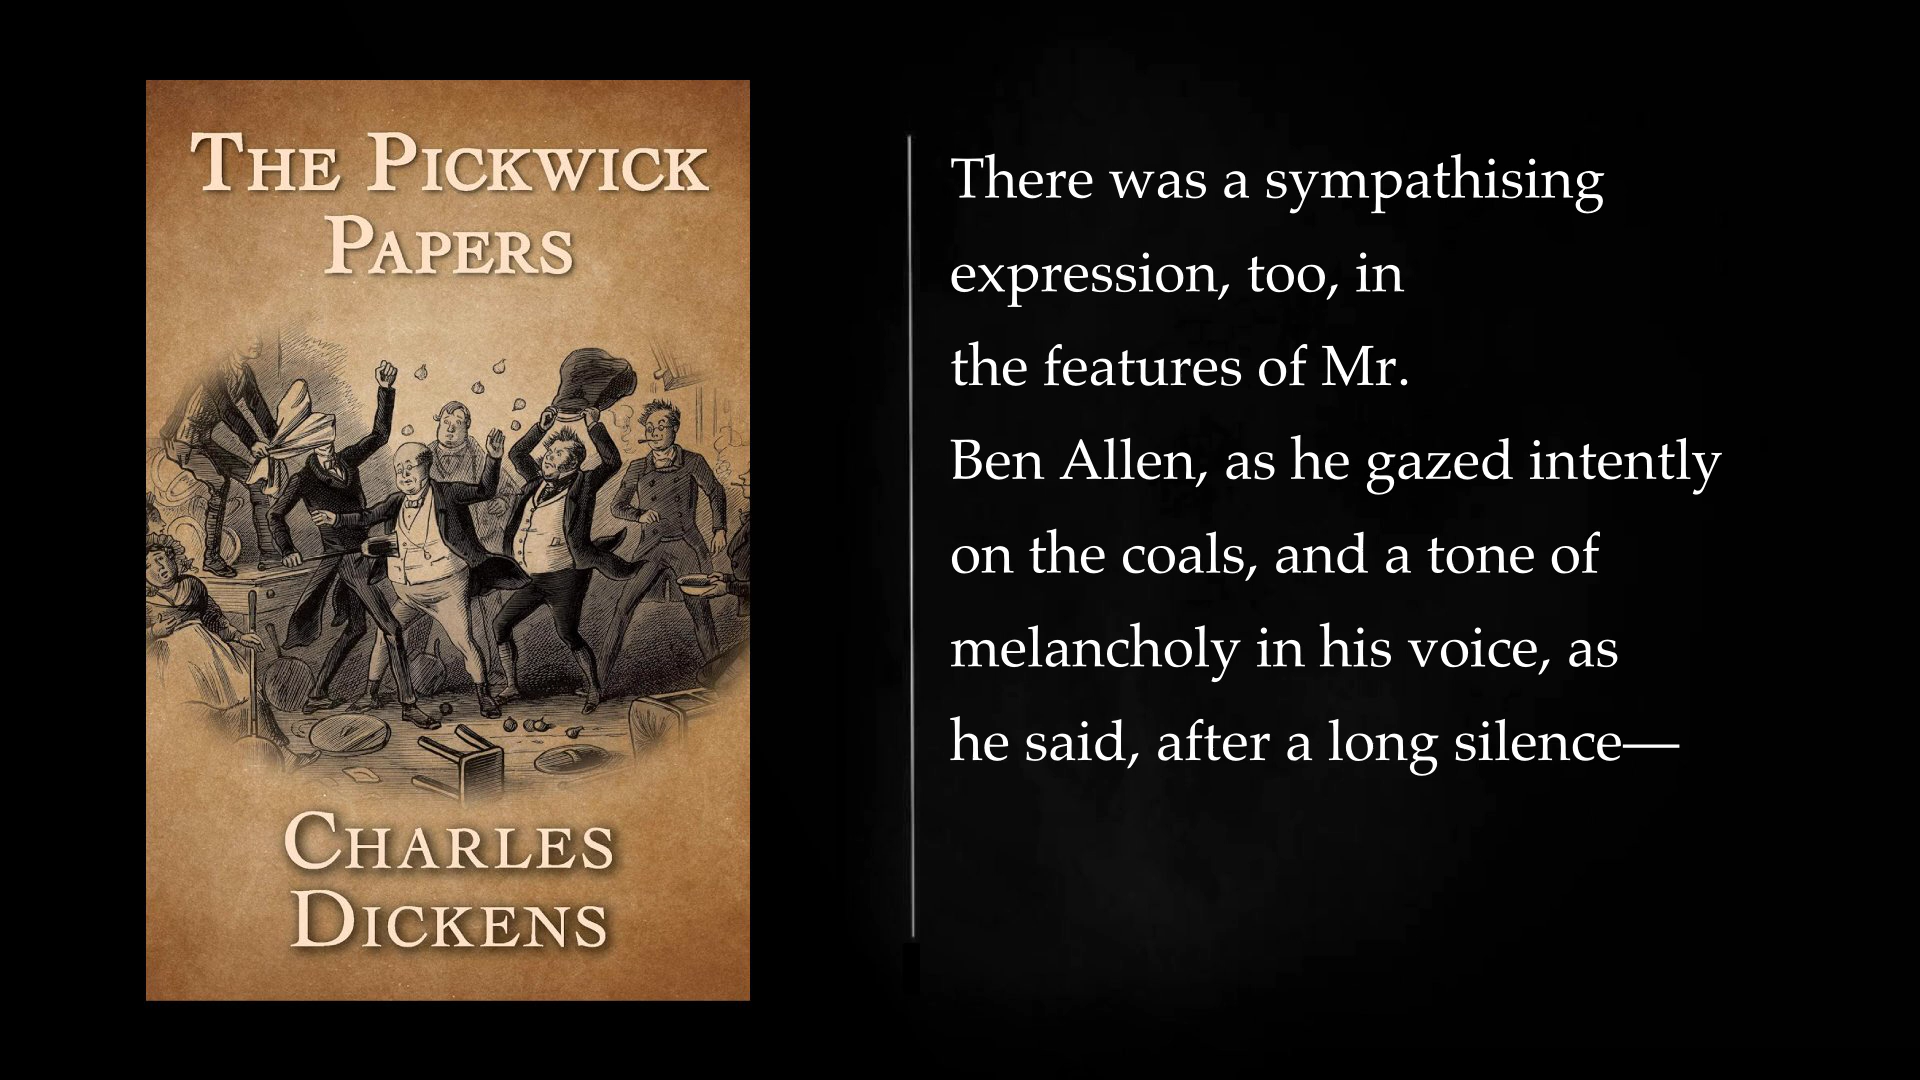 THE PICKWICK
PAPERS
CHARLES
DICKENS
There was a sympathising
expression, too, in
the features of Mr.
Ben Allen, as he gazed intently
on the coals, and a tone of
melancholy in his voice, as
he said, after a long silence—